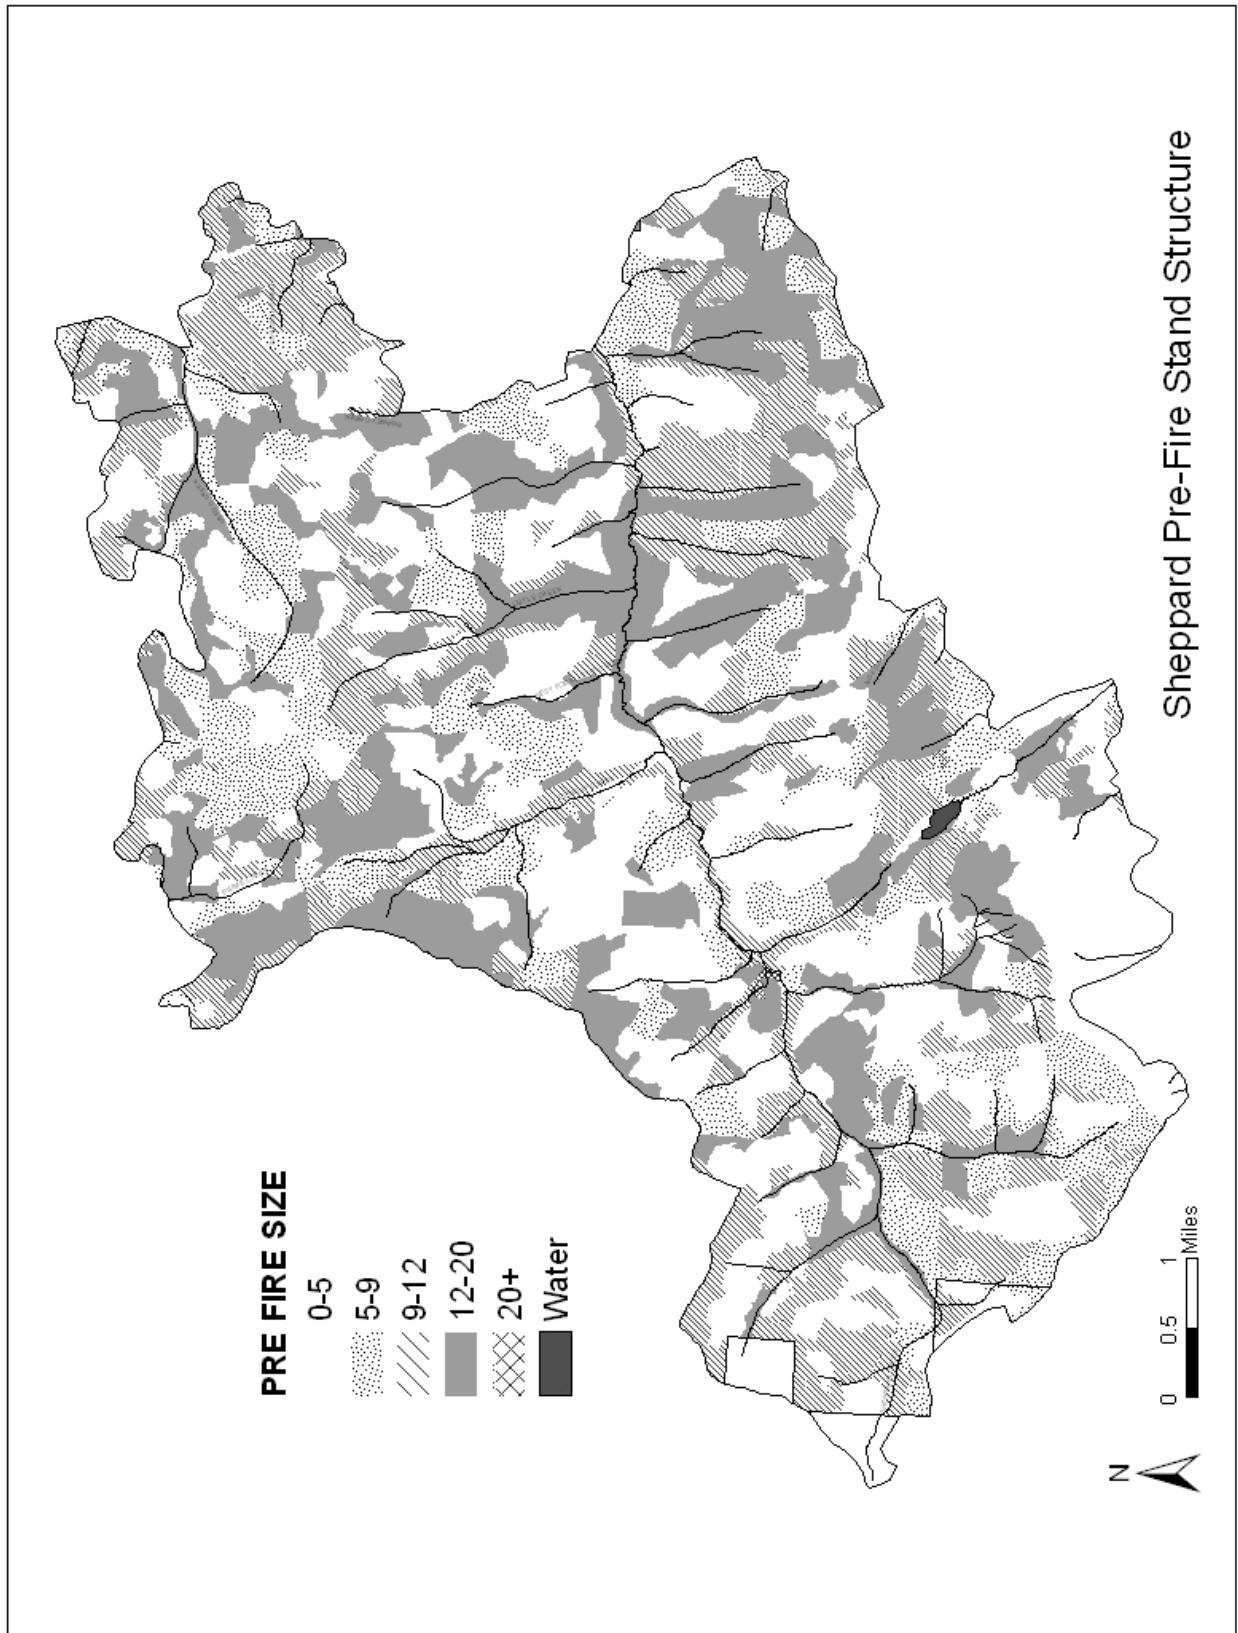 PRE FIRE SIZE
0-5
5-9
9-12
12-20
20+
Water
N
0 0.5 1
Miles
Sheppard Pre-Fire Stand Structure